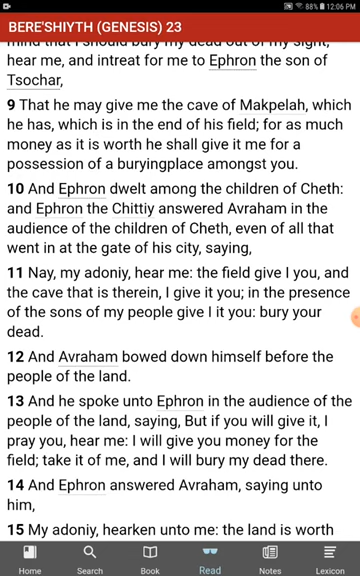 88% 12:06 PM
BERE'SHIYTH (GENESIS) 23
mind that I should bury my dead out of my sight,
hear me, and intreat for me to Ephron the son of
Tsochar,
9 That he may give me the cave of Makpelah, which
he has, which is in the end of his field; for as much
money as it is worth he shall give it me for a
possession of a buryingplace amongst you.
10 And Ephron dwelt among the children of Cheth:
and Ephron the Chittiy answered Avraham in the
audience of the children of Cheth, even of all that
went in at the gate of his city, saying,
11 Nay, my adoniy, hear me: the field give I you, and
the cave that is therein, I give it you; in the presence
of the sons of my people give I it you: bury your
dead.
12 And Avraham bowed down himself before the
people of the land.
13 And he spoke unto Ephron in the audience of the
people of the land, saying, But if you will give it, I
pray you, hear me: I will give you money for the
field; take it of me, and I will bury my dead there.
14 And Ephron answered Avraham, saying unto
him,
15 My adoniy, hearken unto me: the land is worth
Home Search Book Read Notes Lexicon